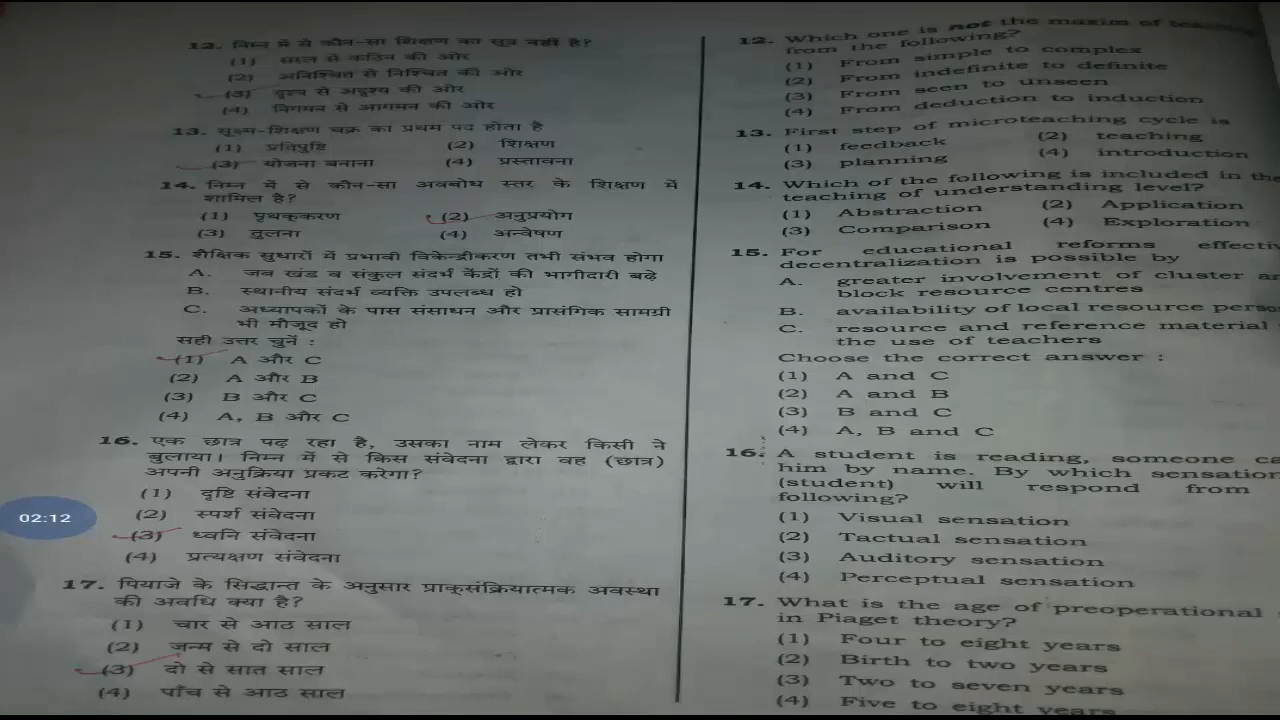 12. निम्न में से कौन-सा शिक्षण का सूत्र नहीं है?
(1) सरल से कठिन की ओर
(2) अनिश्चित से निश्चित की ओर
(3) दृश्य से अदृश्य की ओर
(4) निगमन से आगमन की ओर
13. सूक्ष्म-शिक्षण चक्र का प्रथम पद होता है
(1) प्रतिपुष्टि (2) शिक्षण
(3) योजना बनाना (4) प्रस्तावना
14. निम्न में से कौन-सा अवबोध स्तर के शिक्षण में
शामिल है?
(1) पृथक्करण (2) अनुप्रयोग
(3) तुलना (4) अन्वेषण
15. शैक्षिक सुधारों में प्रभावी विकेन्द्रीकरण तभी संभव होगा
A. जब खंड व संकुल संदर्भ केंद्रों की भागीदारी बढ़े
B. स्थानीय संदर्भ व्यक्ति उपलब्ध हो
C. अध्यापकों के पास संसाधन और प्रासंगिक सामग्री
भी मौजूद हो
सही उत्तर चुनें :
(1) A और C
(2) A और B
(3) B और C
(4) A, B और C
16. एक छात्र पढ़ रहा है, उसका नाम लेकर किसी ने
बुलाया। निम्न में से किस संवेदना द्वारा वह (छात्र)
अपनी अनुक्रिया प्रकट करेगा?
(1) दृष्टि संवेदना
(2) स्पर्श संवेदना
(3) ध्वनि संवेदना
(4) प्रत्यक्षण संवेदना
17. पियाजे के सिद्धान्त के अनुसार प्राक्संक्रियात्मक अवस्था
की अवधि क्या है?
(1) चार से आठ साल
(2) जन्म से दो साल
(3) दो से सात साल
(4) पाँच से आठ साल
02:12
12. Which one is not the maxim of
from the following?
(1) From simple to complex
(2) From indefinite to definite
(3) From seen to unseen
(4) From deduction to induction
13. First step of microteaching cycle is
(1) feedback (2) teaching
(3) planning (4) introduction
14. Which of the following is included in the
teaching of understanding level?
(1) Abstraction (2) Application
(3) Comparison (4) Exploration
15. For educational reforms
decentralization is possible by
A. greater involvement of cluster
block resource centres
B. availability of local resource
C. resource and reference material
the use of teachers
Choose the correct answer :
(1) A and C
(2) A and B
(3) B and C
(4) A, B and C
16. A student is reading, someone
him by name. By which sensation
(student) will respond from
following?
(1) Visual sensation
(2) Tactual sensation
(3) Auditory sensation
(4) Perceptual sensation
17. What is the age of preoperational
in Piaget theory?
(1) Four to eight years
(2) Birth to two years
(3) Two to seven years
(4) Five to eight years